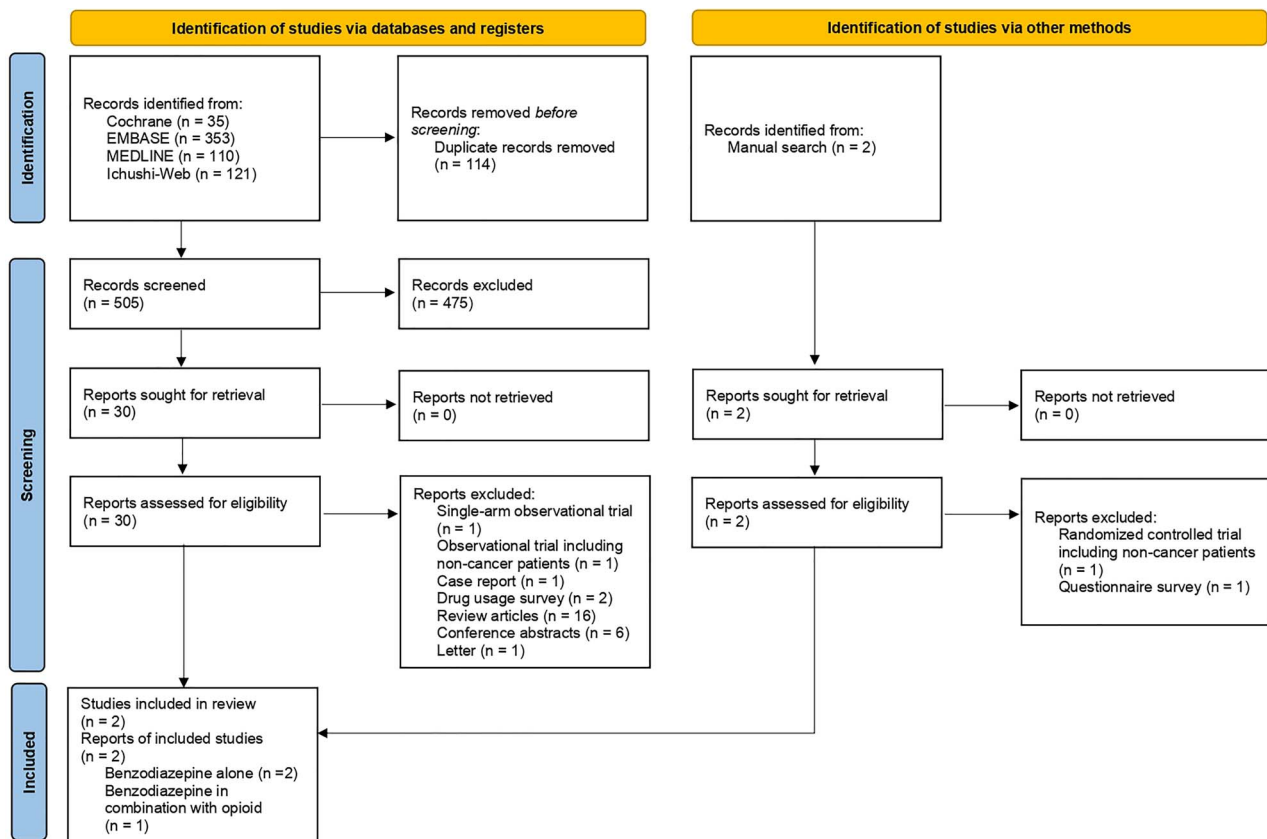 Identification of studies via databases and registers
Identification of studies via other methods
Identification
Records identified from:
Cochrane (n = 35)
EMBASE (n = 353)
MEDLINE (n = 110)
Ichushi-Web (n = 121)
Records removed before
screening:
Duplicate records removed
(n = 114)
Records identified from:
Manual search (n = 2)
Screening
Records screened
(n = 505)
Records excluded
(n = 475)
Reports sought for retrieval
(n = 30)
Reports not retrieved
(n = 0)
Reports sought for retrieval
(n = 2)
Reports not retrieved
(n = 0)
Reports assessed for eligibility
(n = 30)
Reports excluded:
Single-arm observational trial
(n = 1)
Observational trial including
non-cancer patients (n = 1)
Case report (n = 1)
Drug usage survey (n = 2)
Review articles (n = 16)
Conference abstracts (n = 6)
Letter (n = 1)
Reports assessed for eligibility
(n = 2)
Reports excluded:
Randomized controlled trial
including non-cancer patients
(n = 1)
Questionnaire survey (n = 1)
Included
Studies included in review
(n = 2)
Reports of included studies
(n = 2)
Benzodiazepine alone (n =2)
Benzodiazepine in
combination with opioid
(n = 1)